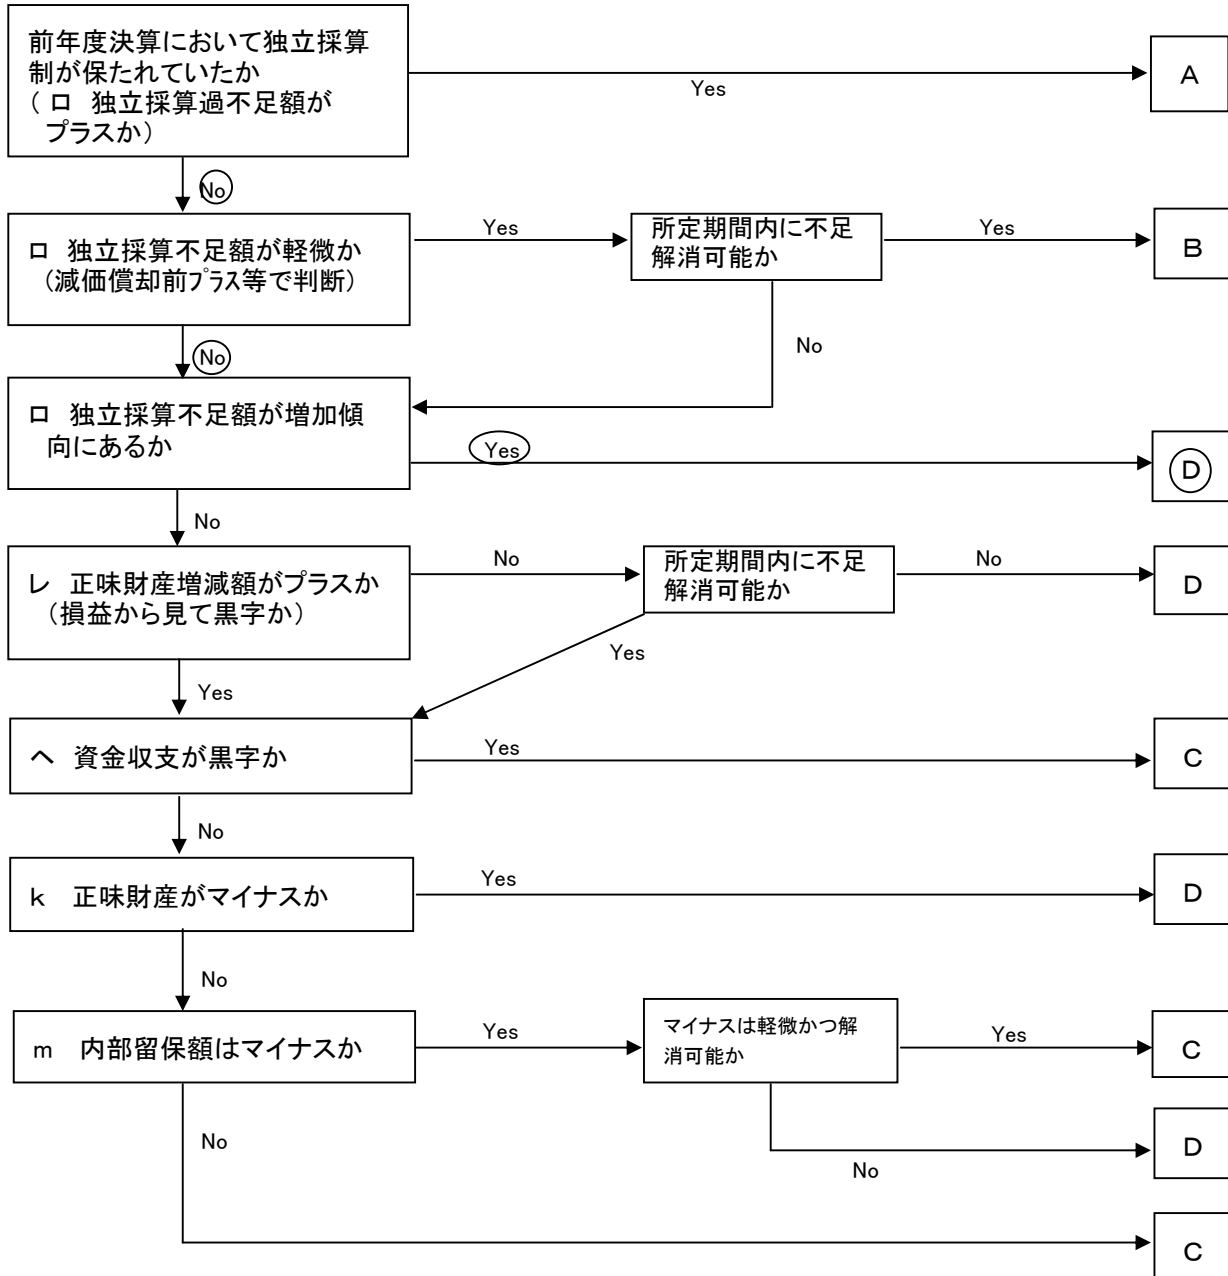 前年度決算において独立採算
制が保たれていたか
（ロ 独立採算過不足額が
プラスか）
Yes
A
No
ロ 独立採算不足額が軽微か
（減価償却前プラス等で判断）
Yes
所定期間内に不足
解消可能か
Yes
B
No
No
ロ 独立採算不足額が増加傾
向にあるか
Yes
D
No
レ 正味財産増減額がプラスか
（損益から見て黒字か）
No
所定期間内に不足
解消可能か
No
D
Yes
Yes
ヘ 資金収支が黒字か
Yes
C
No
k 正味財産がマイナスか
Yes
D
No
m 内部留保額はマイナスか
Yes
マイナスは軽微かつ解
消可能か
Yes
C
No
No
D
C